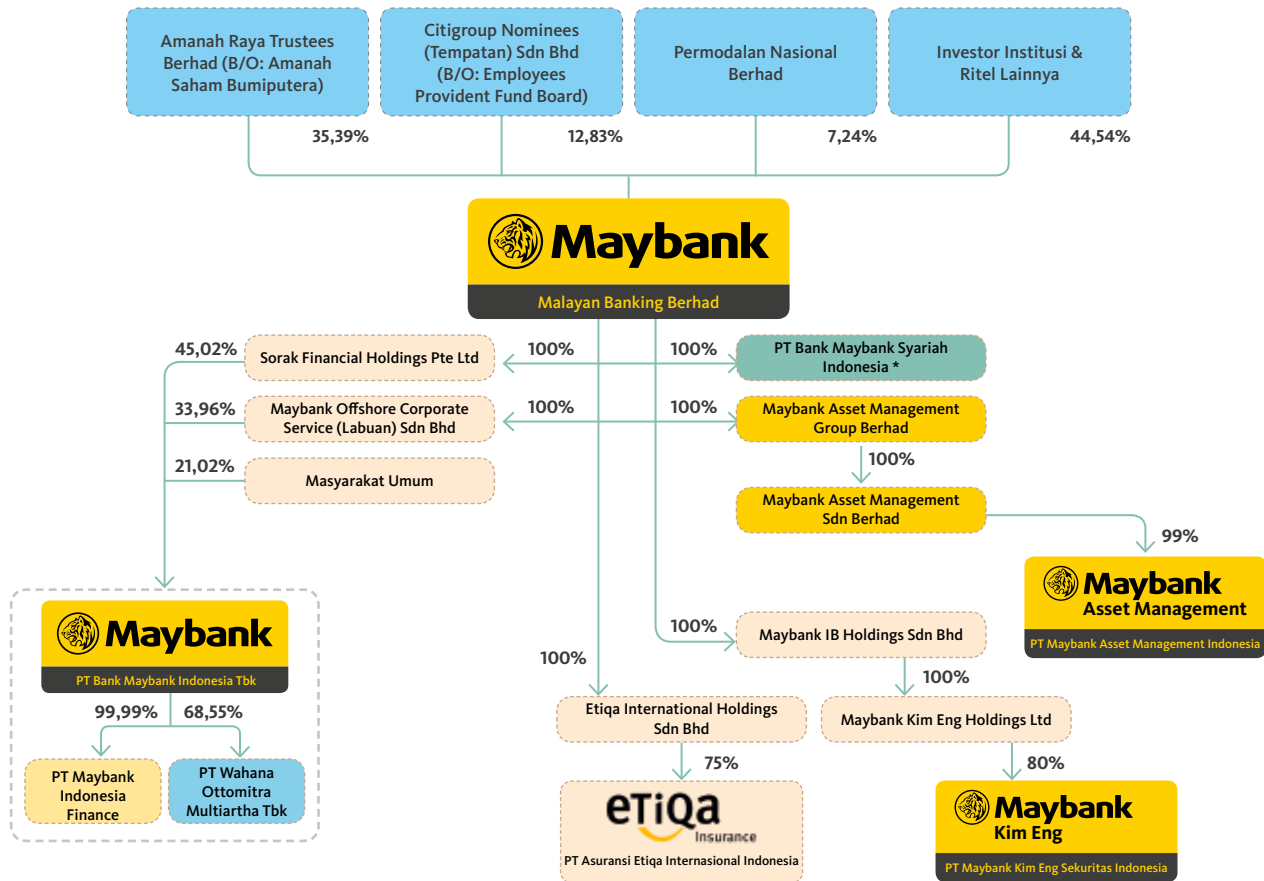 Amanah Raya Trustees
Berhad (B/O: Amanah
Saham Bumiputera)
Citigroup Nominees
(Tempatan) Sdn Bhd
(B/O: Employees
Provident Fund Board)
Permodalan Nasional
Berhad
Investor Institusi &
Ritel Lainnya
35,39%
12,83%
7,24%
44,54%
Maybank
Malayan Banking Berhad
45,02%
Sorak Financial Holdings Pte Ltd
100%
100%
PT Bank Maybank Syariah
Indonesia *
33,96%
Maybank Offshore Corporate
Service (Labuan) Sdn Bhd
100%
100%
Maybank Asset Management
Group Berhad
21,02%
Masyarakat Umum
100%
Maybank Asset Management
Sdn Berhad
99%
Maybank
Asset Management
PT Maybank Asset Management Indonesia
Maybank
PT Bank Maybank Indonesia Tbk
99,99%
68,55%
PT Maybank
Indonesia
Finance
PT Wahana
Ottomitra
Multiartha Tbk
100%
Maybank IB Holdings Sdn Bhd
100%
100%
Etiqa International Holdings
Sdn Bhd
Maybank Kim Eng Holdings Ltd
75%
80%
eTiQa
Insurance
PT Asuransi Etiqa Internasional Indonesia
Maybank
Kim Eng
PT Maybank Kim Eng Sekuritas Indonesia